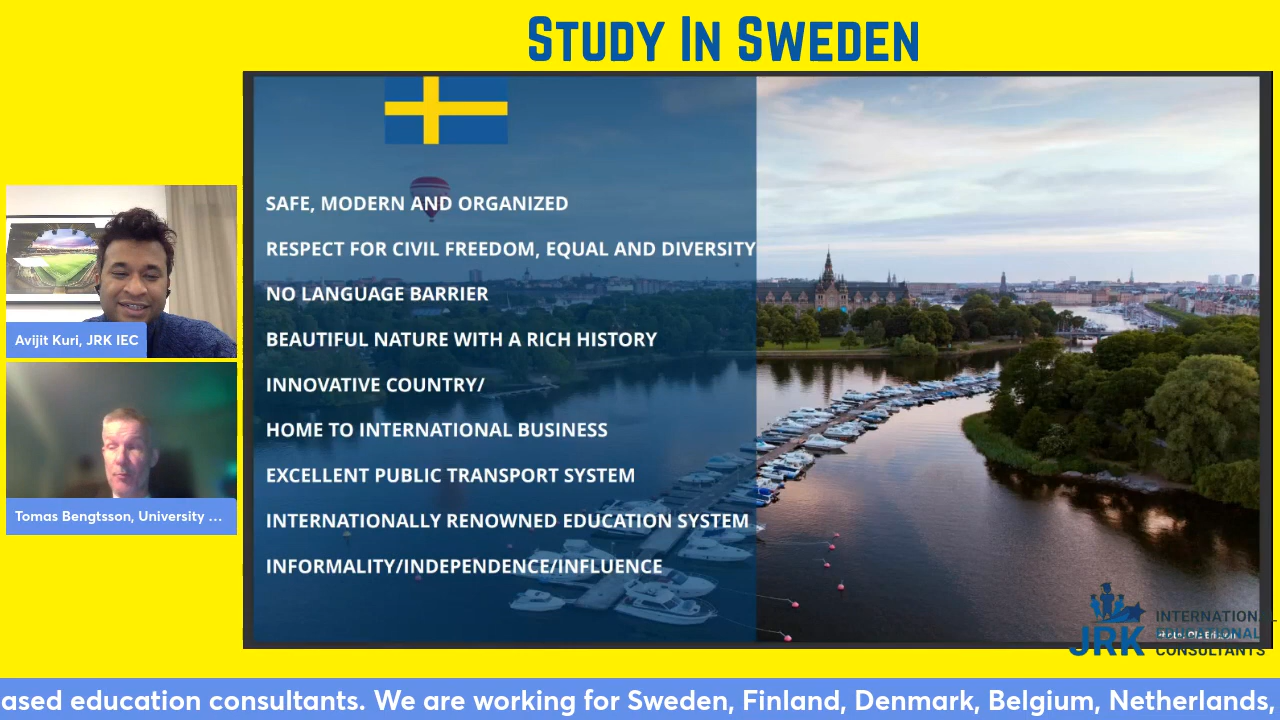 STUDY IN SWEDEN
SAFE, MODERN AND ORGANIZED
RESPECT FOR CIVIL FREEDOM, EQUAL AND DIVERSITY
NO LANGUAGE BARRIER
BEAUTIFUL NATURE WITH A RICH HISTORY
INNOVATIVE COUNTRY/
HOME TO INTERNATIONAL BUSINESS
EXCELLENT PUBLIC TRANSPORT SYSTEM
INTERNATIONALLY RENOWNED EDUCATION SYSTEM
INFORMALITY/INDEPENDENCE/INFLUENCE
Avijit Kuri, JRK IEC
Tomas Bengtsson, University …
JRK
INTERNATIONAL
EDUCATIONAL
CONSULTANTS
ased education consultants. We are working for Sweden, Finland, Denmark, Belgium, Netherlands,